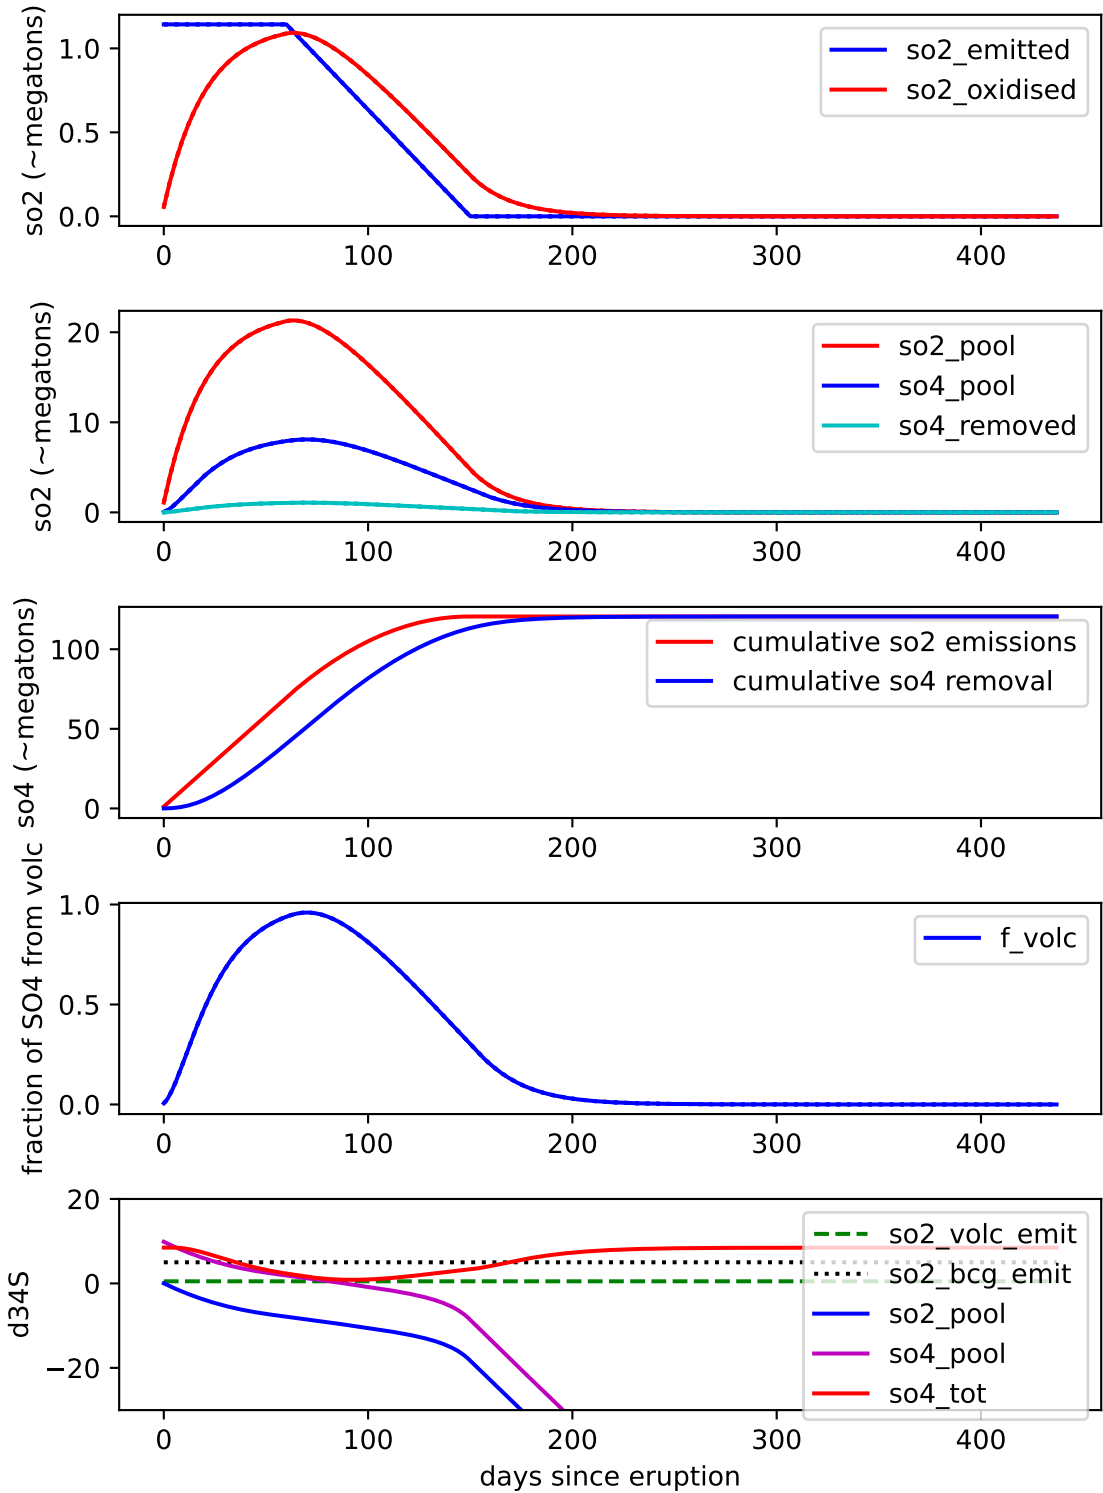 so2 (~megatons)
1.0
0.5
0.0
so2_emitted
so2_oxidised
0 100 200 300 400
so2 (~megatons)
20
10
0
so2_pool
so4_pool
so4_removed
0 100 200 300 400
so4 (~megatons)
100
50
0
cumulative so2 emissions
cumulative so4 removal
0 100 200 300 400
fraction of SO4 from volc
1.0
0.5
0.0
f_volc
0 100 200 300 400
d34S
20
0
−20
so2_volc_emit
so2_bcg_emit
so2_pool
so4_pool
so4_tot
0 100 200 300 400
days since eruption